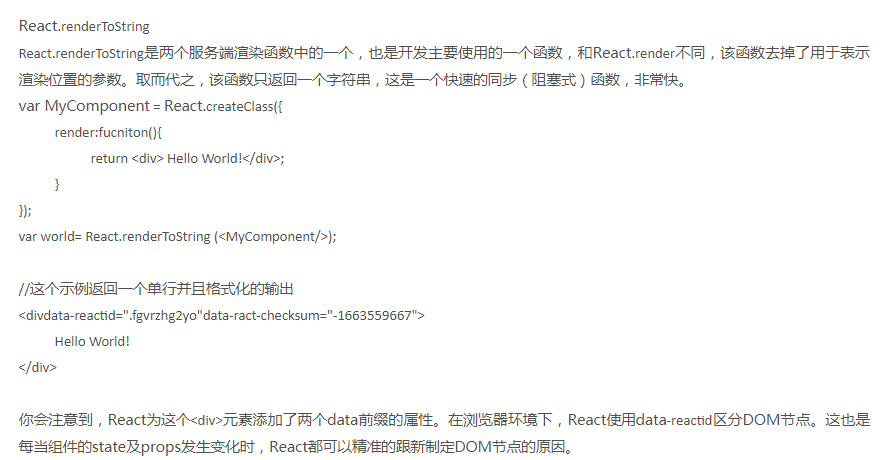 React.renderToString
React.renderToString是两个服务端渲染函数中的一个，也是开发主要使用的一个函数，和React.render不同，该函数去掉了用于表示
渲染位置的参数。取而代之，该函数只返回一个字符串，这是一个快速的同步（阻塞式）函数，非常快。
var MyComponent = React.createClass({
render:fucniton(){
return <div> Hello World!</div>;
}
});
var world= React.renderToString (<MyComponent/>);
//这个示例返回一个单行并且格式化的输出
<divdata-reactid=".fgvrzhg2yo"data-ract-checksum="-1663559667">
Hello World!
</div>
你会注意到，React为这个<div>元素添加了两个data前缀的属性。在浏览器环境下，React使用data-reactid区分DOM节点。这也是
每当组件的state及props发生变化时，React都可以精准的跟新制定DOM节点的原因。